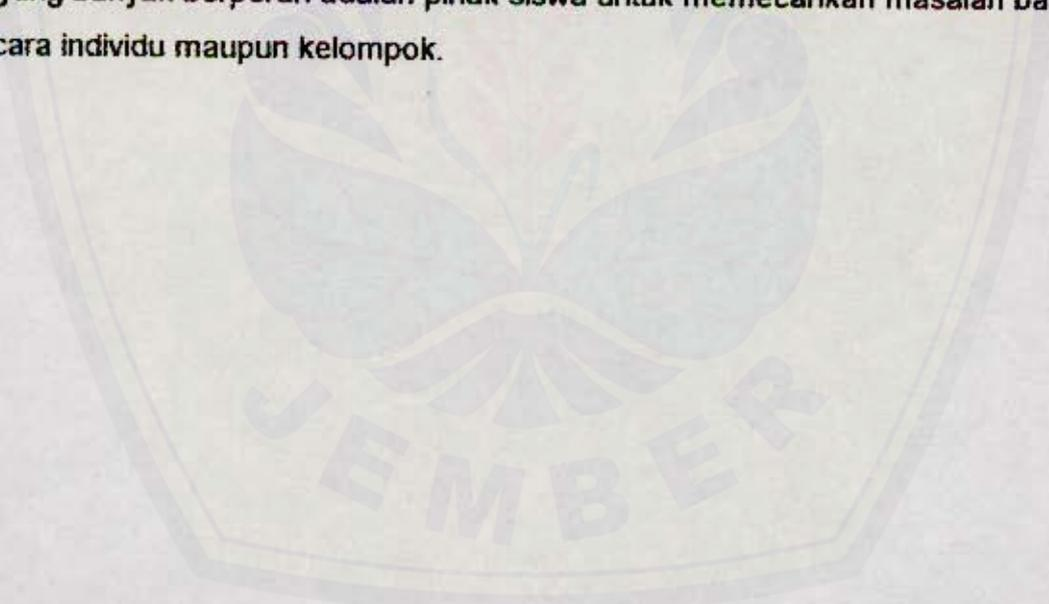 yang banyak berperan adalah pihak siswa untuk memecahkan masalah ba
cara individu maupun kelompok.
JEMBER